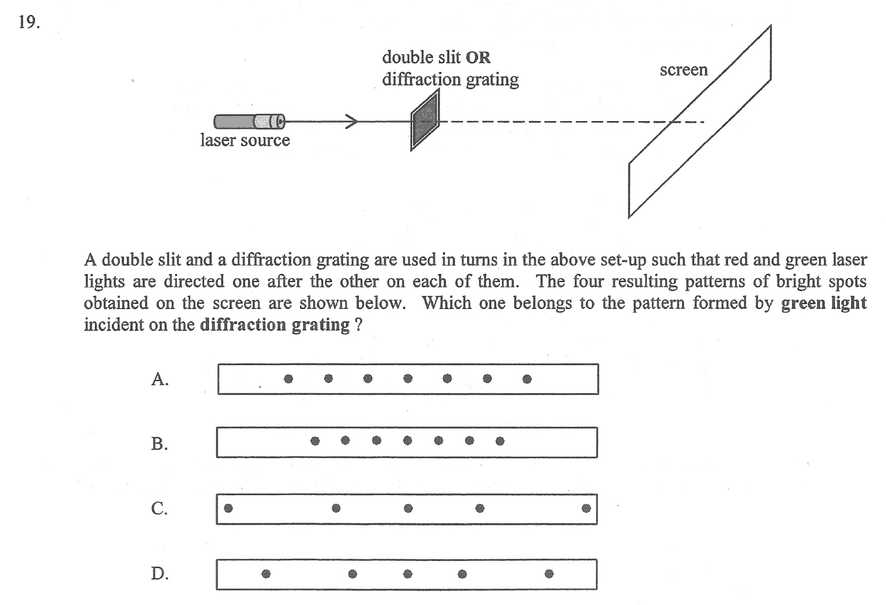 19.
double slit OR
diffraction grating
screen
laser source
A double slit and a diffraction grating are used in turns in the above set-up such that red and green laser
lights are directed one after the other on each of them. The four resulting patterns of bright spots
obtained on the screen are shown below. Which one belongs to the pattern formed by green light
incident on the diffraction grating ?
A.
B.
C.
D.